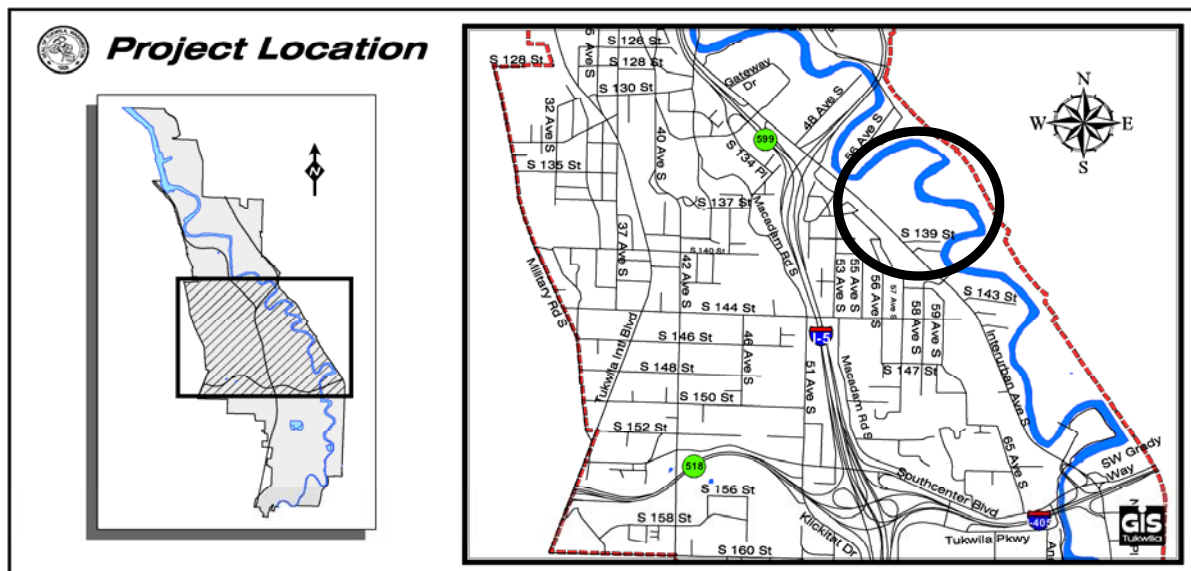 Project Location
N
S 126 St
S 128 St
S 128 St
S 130 St
Gateway
Dr
5 Ave S
32 Ave S
40 Ave S
48 Ave S
56 Ave S
599
S 134 Pl
S 135 St
S 137 St
Macadam Rd S
37 Ave S
42 Ave S
S 140 St
S 139 St
Military Rd S
53 Ave S
55 Ave S
56 Ave S
57 Ave S
58 Ave S
59 Ave S
S 143 St
S 144 St
S 146 St
46 Ave S
I-5
Tukwila Intl Blvd
S 148 St
S 147 St
Interurban Ave S
51 Ave S
Macadam Rd S
S 150 St
S 152 St
65 Ave S
SW Grady
Way
518
S 156 St
Southcenter Blvd
S 158 St
Klickitat Dr
I-405
Tukwila Pkwy
S 160 St
N
W
E
S
GIS
Tukwila